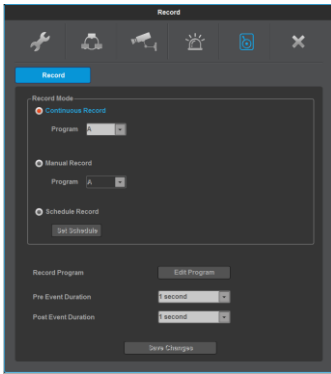 Record
Record
Record Mode
Continuous Record
Program A
Manual Record
Program A
Schedule Record
Set Schedule
Record Program Edit Program
Pre Event Duration 1 second
Post Event Duration 1 second
Save Changes